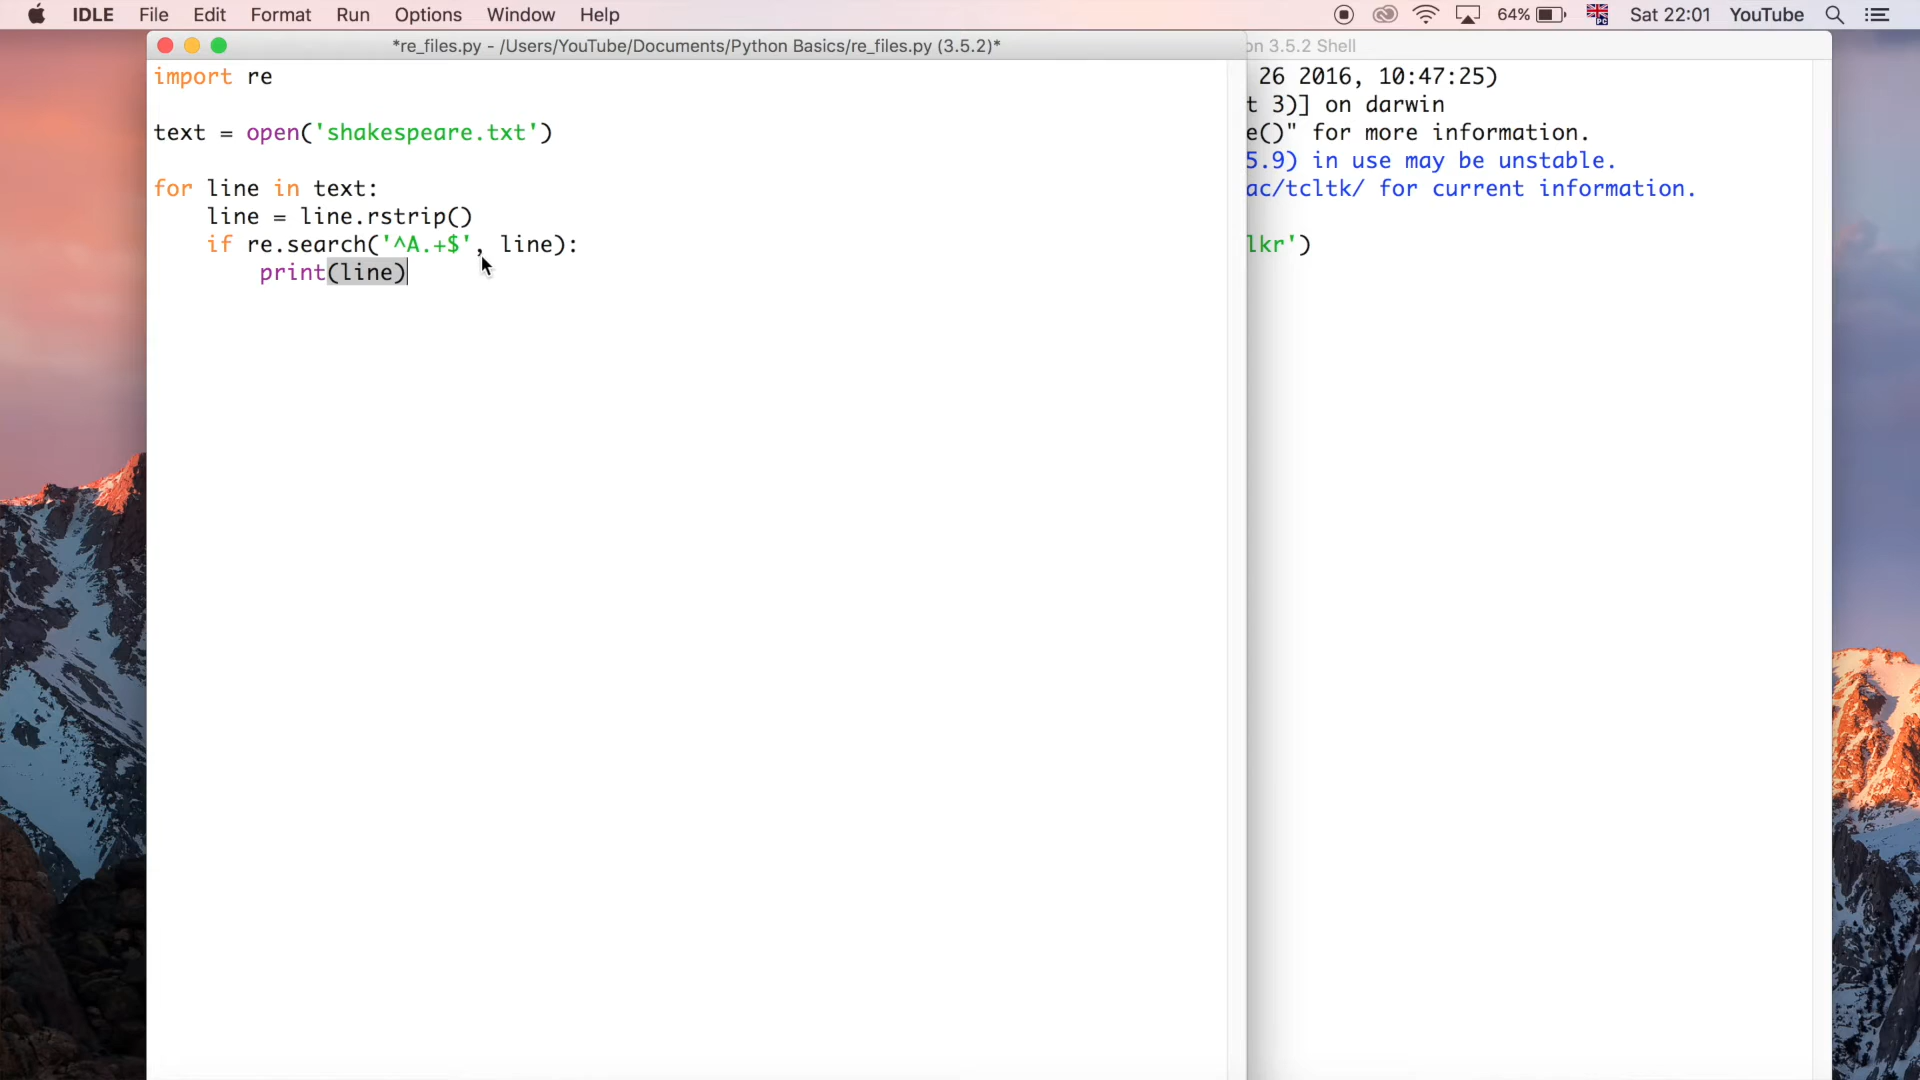 IDLE File Edit Format Run Options Window Help 64% Sat 22:01 YouTube
*re_files.py - /Users/YouTube/Documents/Python Basics/re_files.py (3.5.2)*
import re
text = open('shakespeare.txt')
for line in text:
line = line.rstrip()
if re.search('^A.+$', line):
print(line)
on 3.5.2 Shell
26 2016, 10:47:25)
t 3)] on darwin
e()" for more information.
5.9) in use may be unstable.
ac/tcltk/ for current information.
lkr')